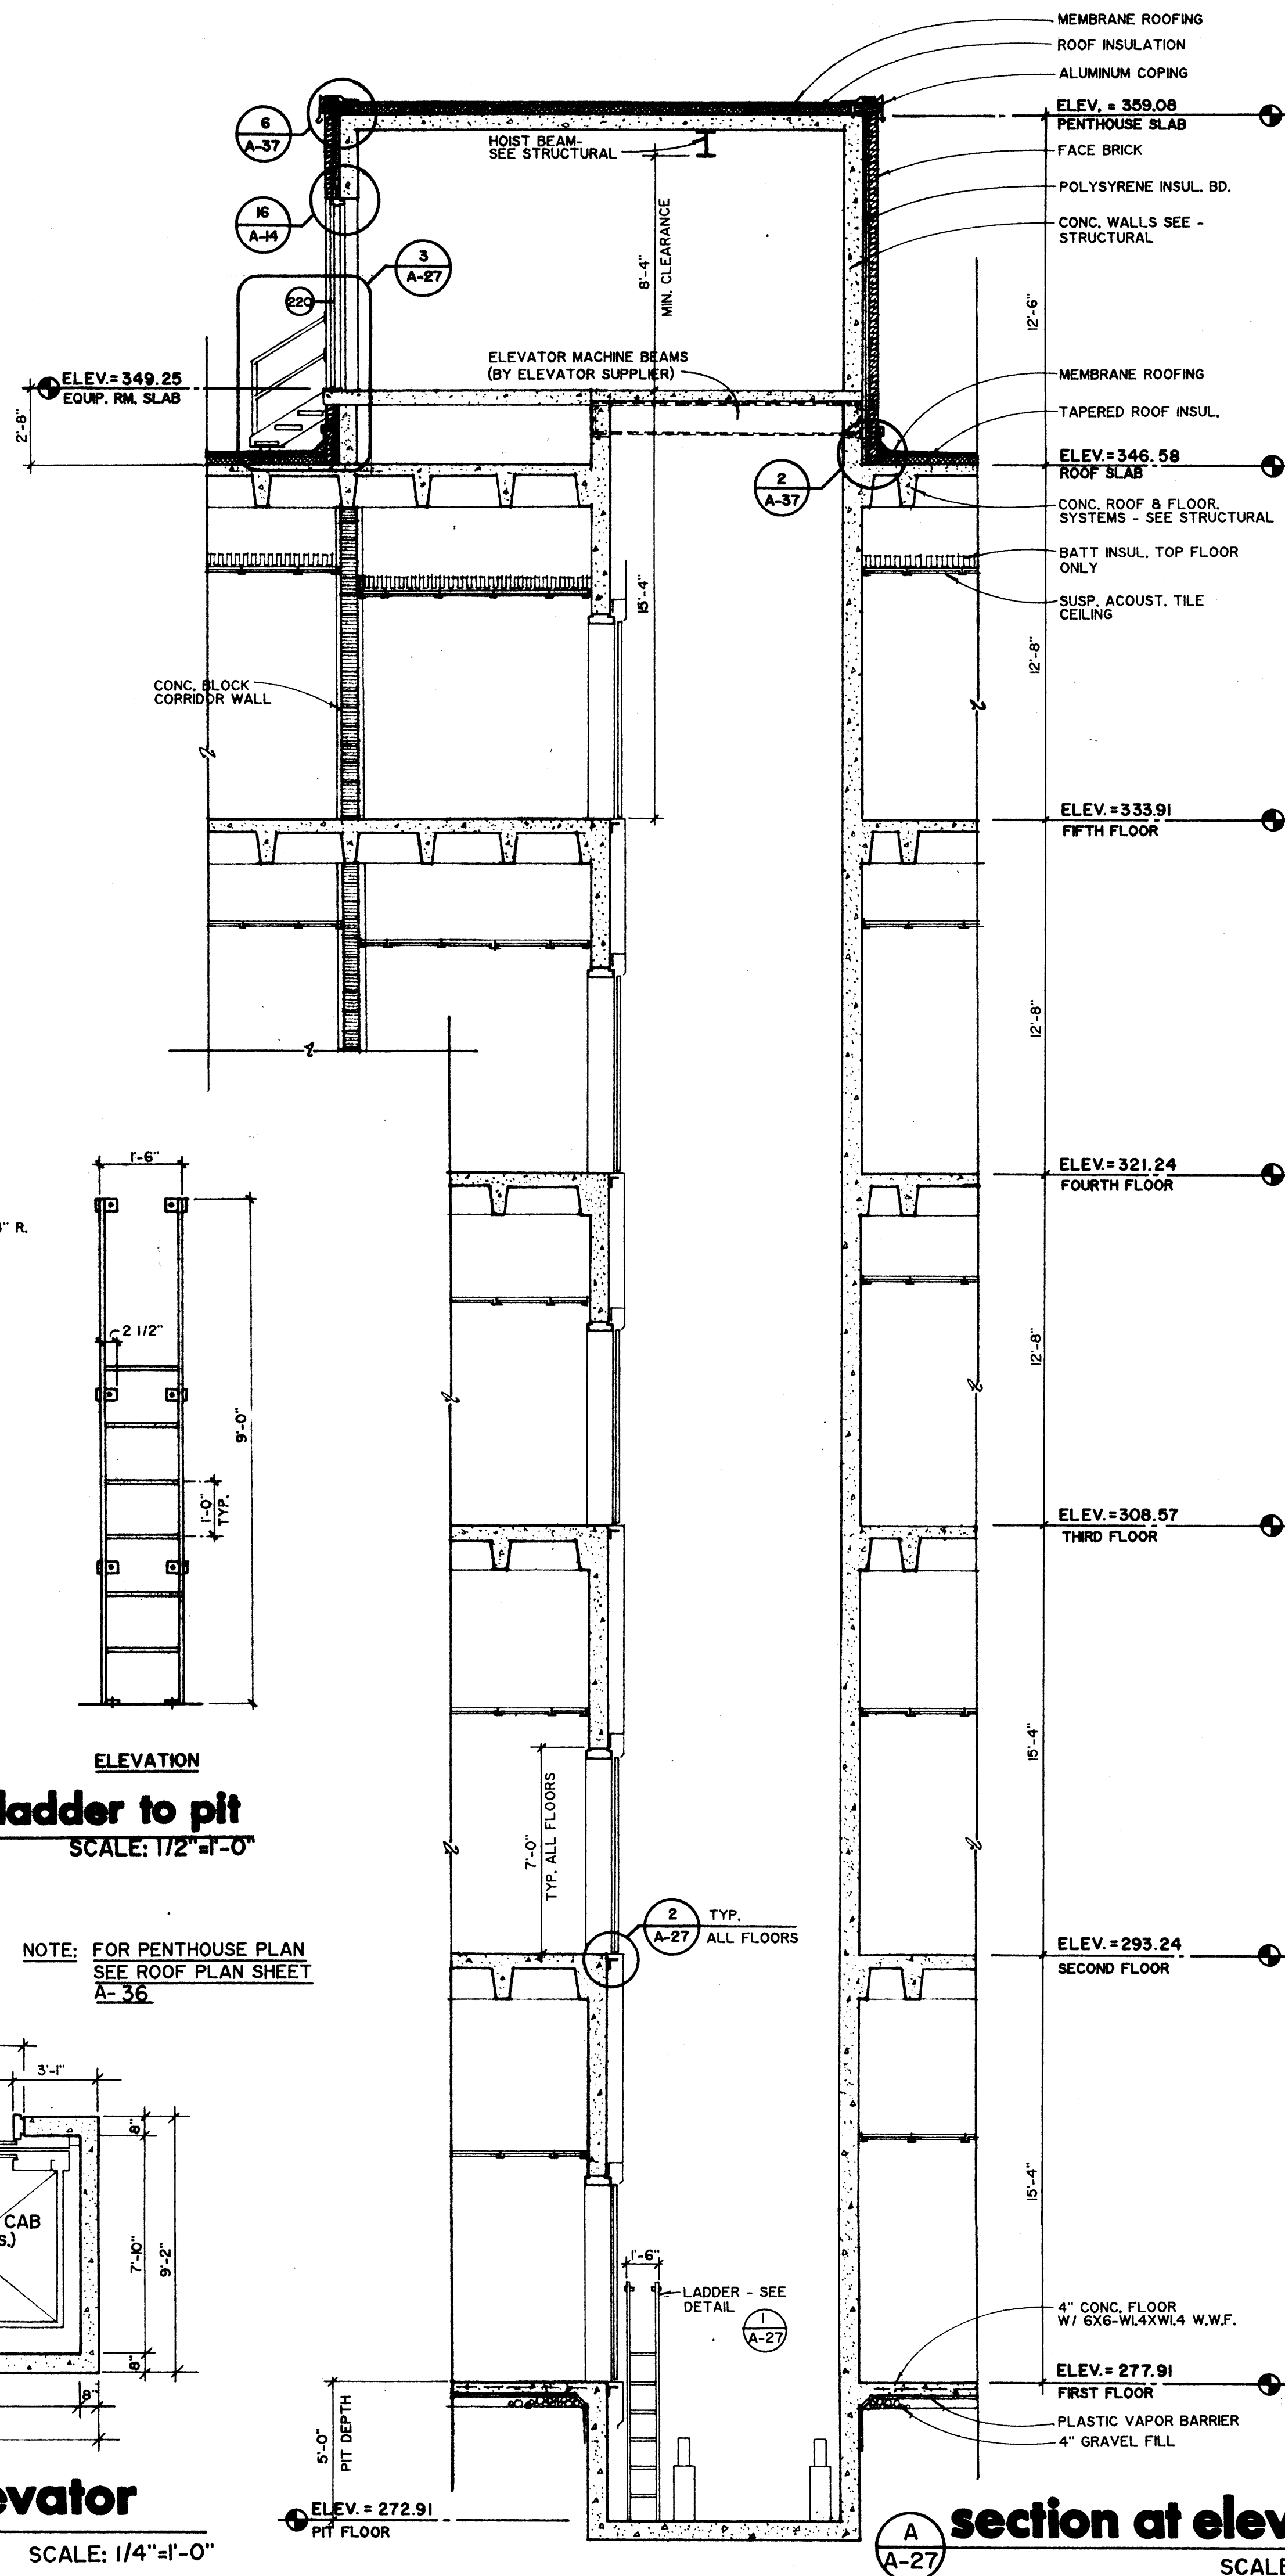 MEMBRANE ROOFING
ROOF INSULATION
ALUMINUM COPING
ELEV. = 359.08
PENTHOUSE SLAB
FACE BRICK
POLYSYRENE INSUL. BD.
CONC. WALLS SEE -
STRUCTURAL
6
A-37
HOIST BEAM-
SEE STRUCTURAL
16
A-14
3
A-27
220
8'-4"
MIN. CLEARANCE
12'-6"
ELEVATOR MACHINE BEAMS
(BY ELEVATOR SUPPLIER)
ELEV.=349.25
EQUIP. RM. SLAB
2'-8"
MEMBRANE ROOFING
TAPERED ROOF INSUL.
ELEV.=346.58
ROOF SLAB
2
A-37
CONC. ROOF & FLOOR.
SYSTEMS - SEE STRUCTURAL
BATT INSUL. TOP FLOOR
ONLY
SUSP. ACOUST. TILE
CEILING
15'-4"
12'-8"
CONC. BLOCK
CORRIDOR WALL
ELEV.=333.91
FIFTH FLOOR
12'-8"
ELEV.=321.24
FOURTH FLOOR
1'-6"
" R.
2 1/2"
9'-0"
1'-0"
TYP.
12'-8"
ELEV.=308.57
THIRD FLOOR
ELEVATION
ladder to pit
SCALE: 1/2"=1'-0"
15'-4"
7'-0"
TYP. ALL FLOORS
2
A-27
TYP.
ALL FLOORS
ELEV.=293.24
SECOND FLOOR
NOTE: FOR PENTHOUSE PLAN
SEE ROOF PLAN SHEET
A-36
3'-1"
8"
7'-10"
9'-2"
8"
8"
CAB
S.)
15'-4"
1'-6"
LADDER - SEE
DETAIL
1
A-27
4" CONC. FLOOR
W/ 6X6-W1.4XW1.4 W.W.F.
ELEV.= 277.91
FIRST FLOOR
PLASTIC VAPOR BARRIER
4" GRAVEL FILL
5'-0"
PIT DEPTH
ELEV. = 272.91
PIT FLOOR
evator
SCALE: 1/4"=1'-0"
A
A-27
section at elev
SCALE